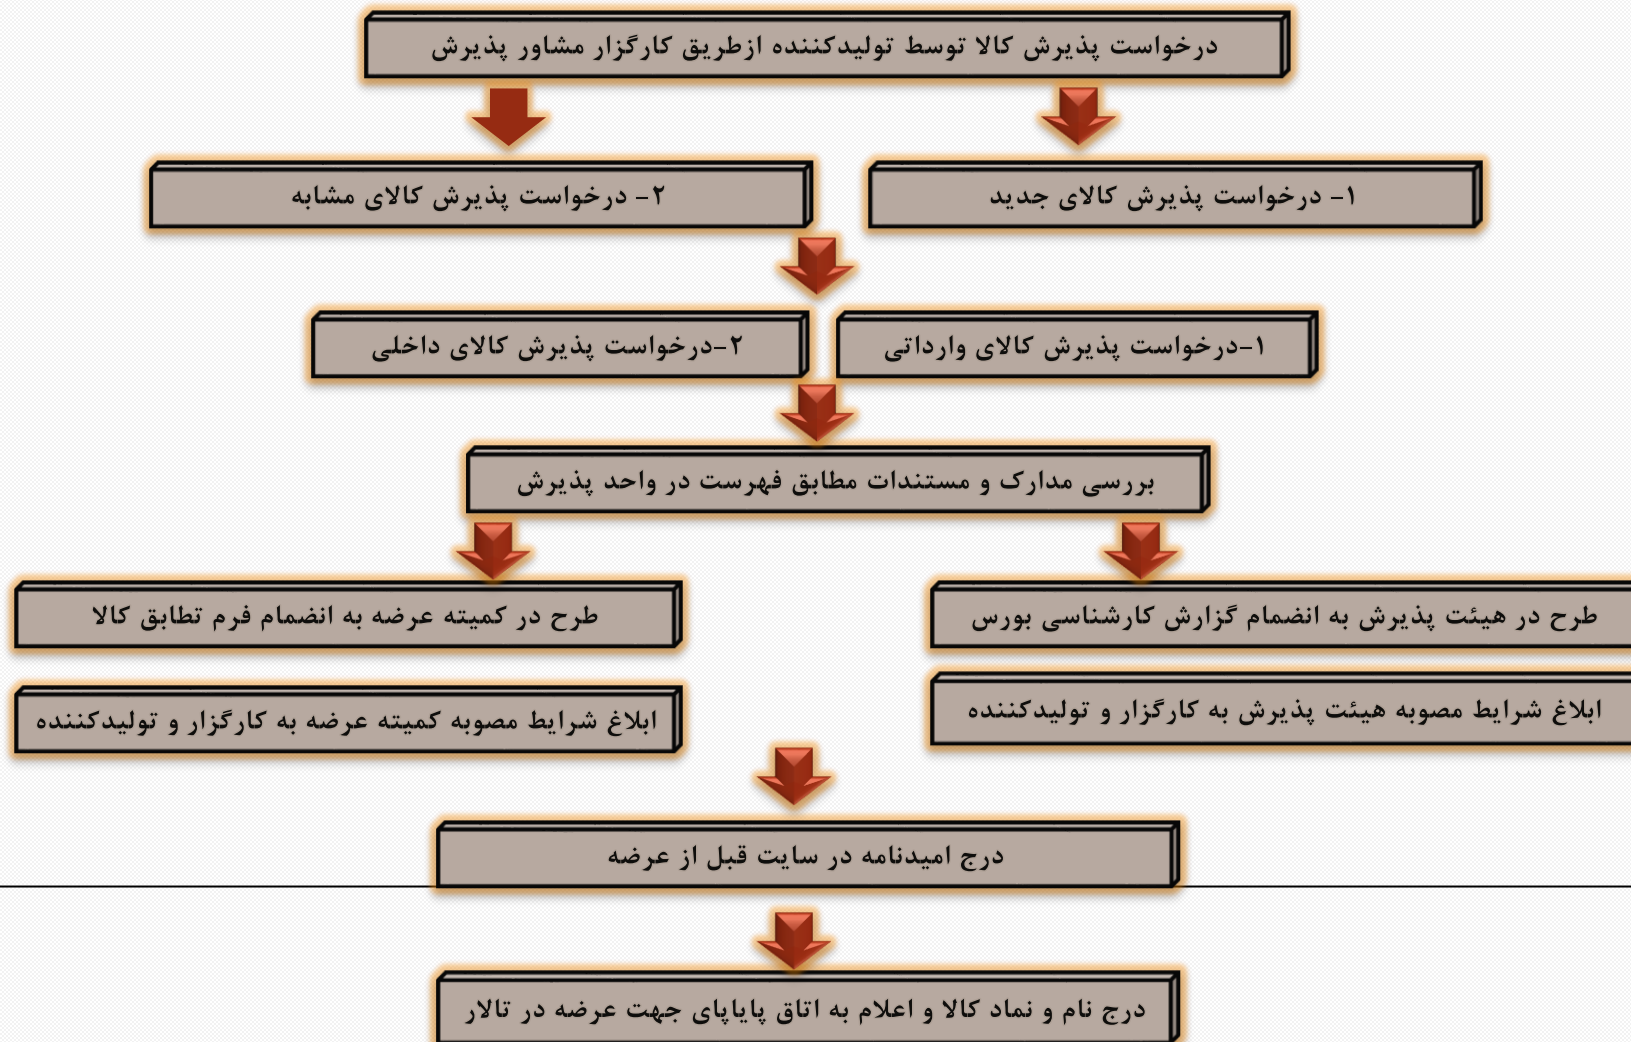 درخواست پذیرش کالا توسط تولیدکننده ازطریق کارگزار مشاور پذیرش
۱- درخواست پذیرش کالای جدید
۲- درخواست پذیرش کالای مشابه
۱-درخواست پذیرش کالای وارداتی
۲-درخواست پذیرش کالای داخلی
بررسی مدارک و مستندات مطابق فهرست در واحد پذیرش
طرح در هیئت پذیرش به انضمام گزارش کارشناسی بورس
طرح در کمیته عرضه به انضمام فرم تطابق کالا
ابلاغ شرایط مصوبه هیئت پذیرش به کارگزار و تولیدکننده
ابلاغ شرایط مصوبه کمیته عرضه به کارگزار و تولیدکننده
درج امیدنامه در سایت قبل از عرضه
درج نام و نماد کالا و اعلام به اتاق پایاپای جهت عرضه در تالار